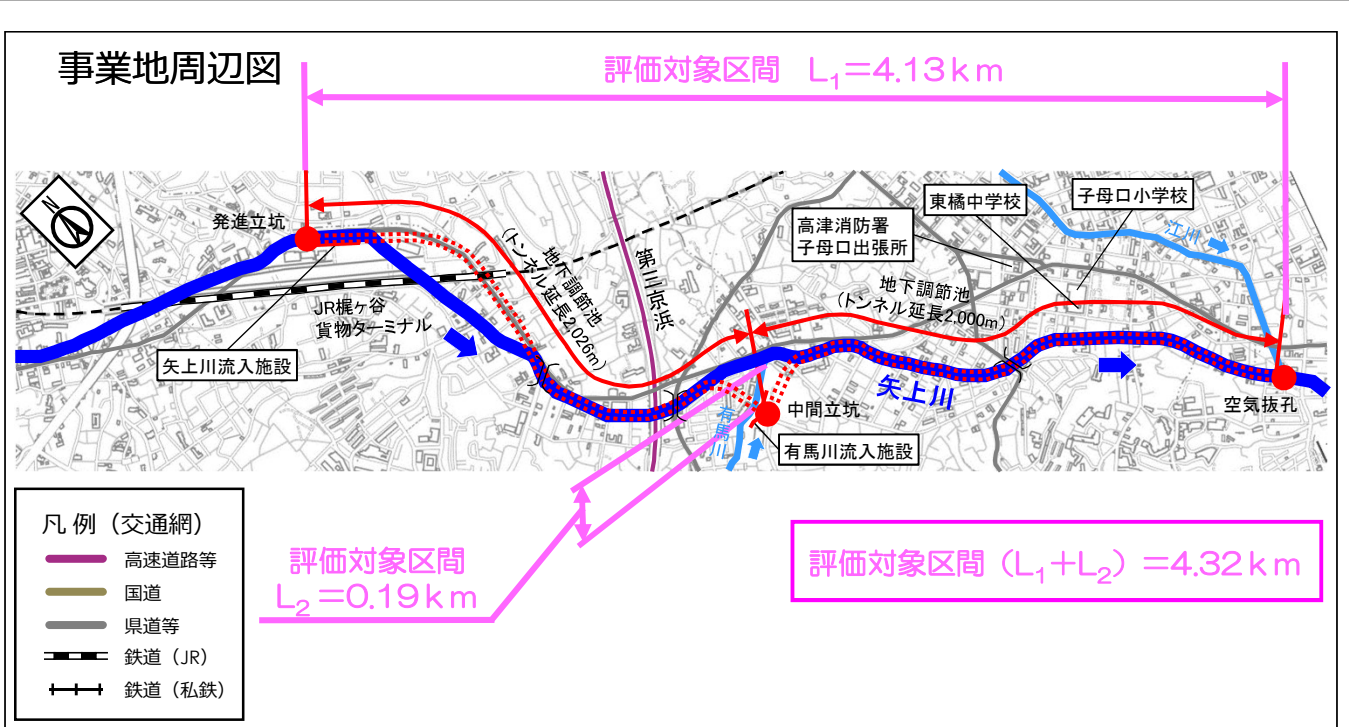 事業地周辺図
評価対象区間 L₁＝4.13km
N
発進立坑
矢上川流入施設
JR梶ヶ谷
貨物ターミナル
地下調節池
（トンネル延長2,026m）
第三京浜
高津消防署
子母口出張所
東橘中学校
子母口小学校
江川
地下調節池
（トンネル延長2,000m）
矢上川
空気抜孔
有馬川
中間立坑
有馬川流入施設
凡例（交通網）
高速道路等
国道
県道等
鉄道（JR）
鉄道（私鉄）
評価対象区間
L₂＝0.19km
評価対象区間（L₁＋L₂）＝4.32km